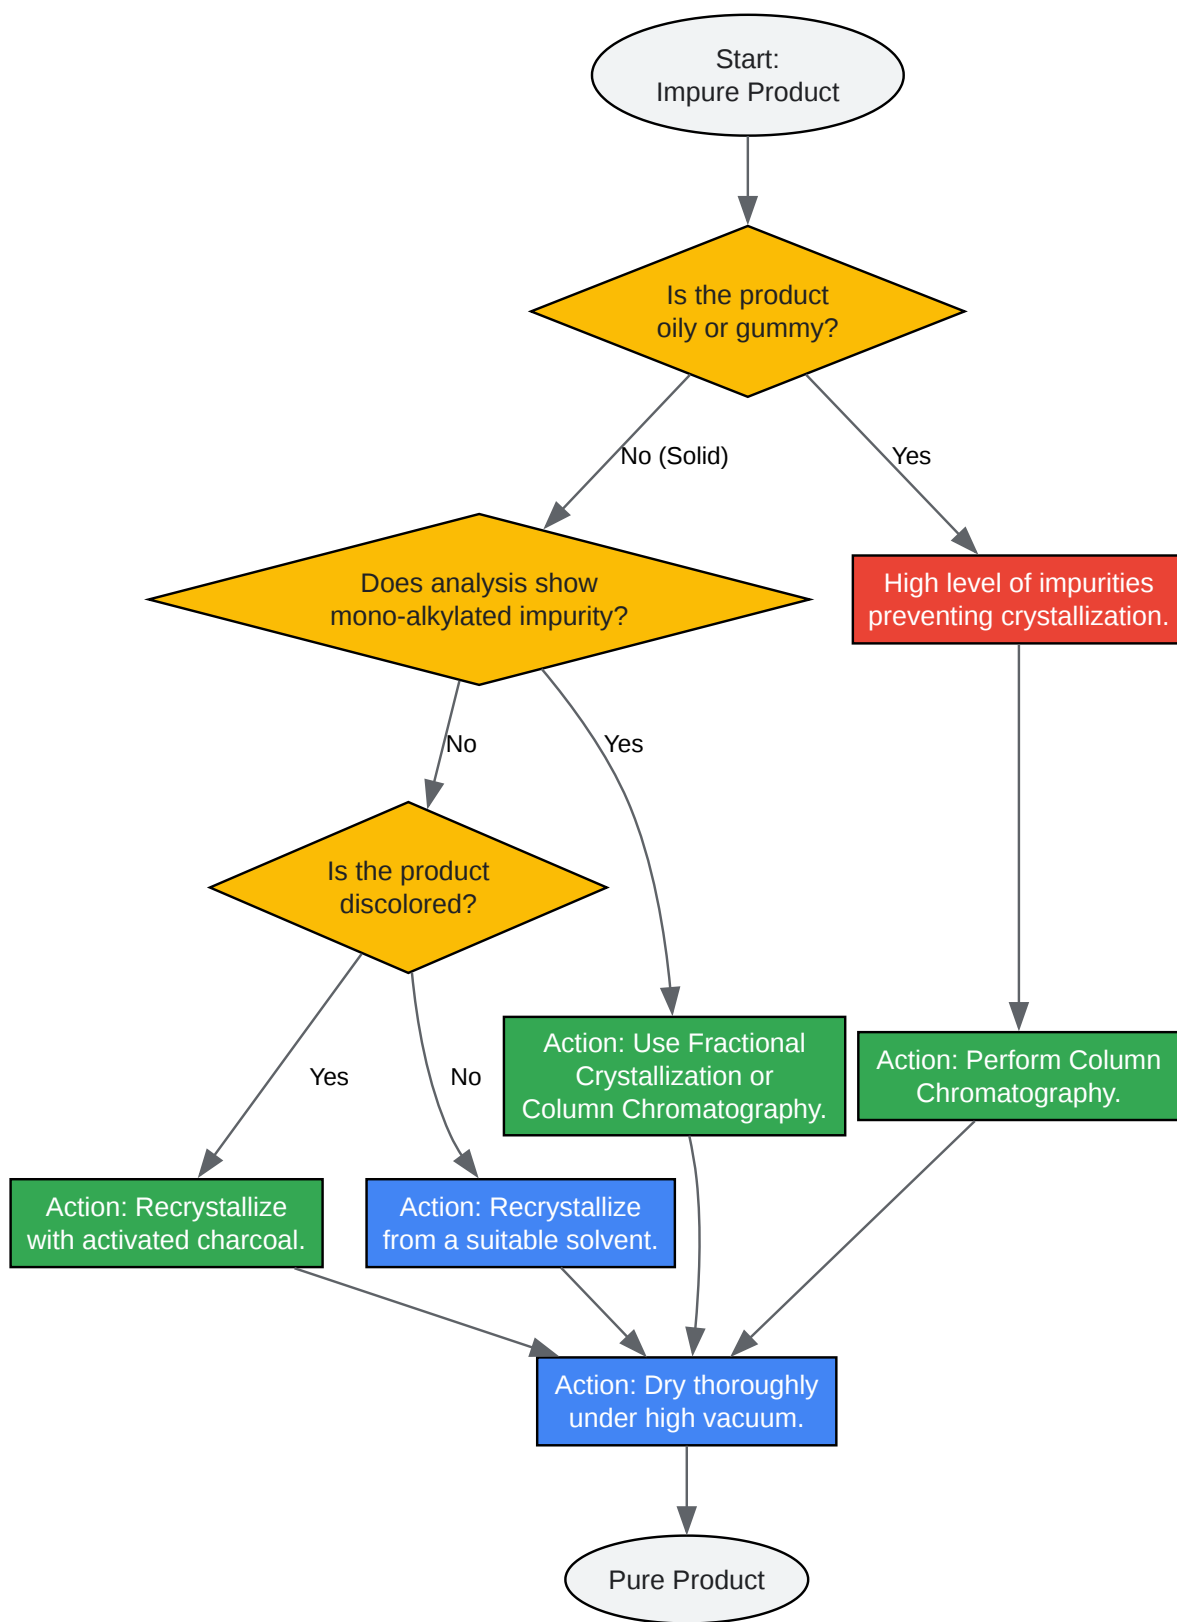 Start:
Impure Product
Is the product
oily or gummy?
No (Solid)
Yes
Does analysis show
mono-alkylated impurity?
High level of impurities
preventing crystallization.
No
Yes
Is the product
discolored?
Action: Use Fractional
Crystallization or
Column Chromatography.
Action: Perform Column
Chromatography.
Yes
No
Action: Recrystallize
with activated charcoal.
Action: Recrystallize
from a suitable solvent.
Action: Dry thoroughly
under high vacuum.
Pure Product